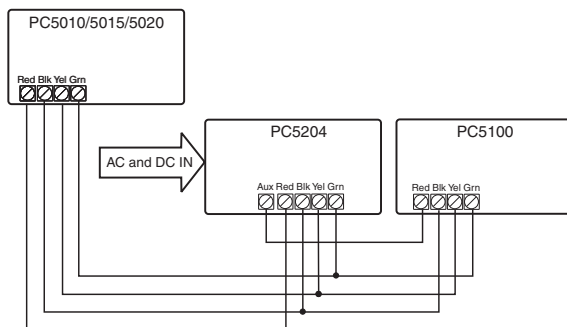 PC5010/5015/5020
Red Blk Yel Grn
AC and DC IN
PC5204
Aux Red Blk Yel Grn
PC5100
Red Blk Yel Grn